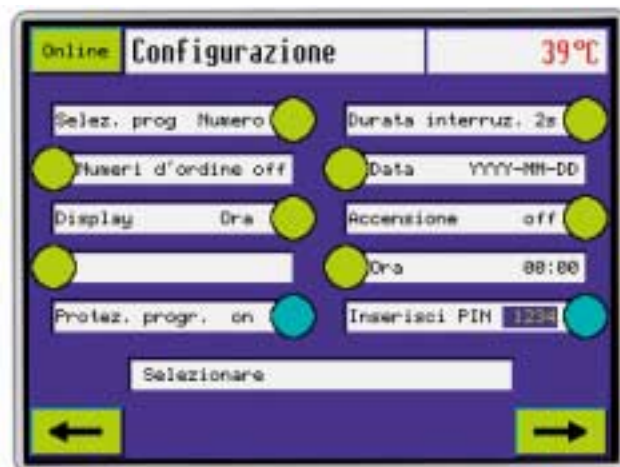 Online Configurazione 39°C
Selez. prog Numero Durata interruz. 2s
Numeri d'ordine off Data YYYY-MM-DD
Display Ora Accensione off
Ora 00:00
Protez. progr. on Inserisci PIN 1234
Selezionare